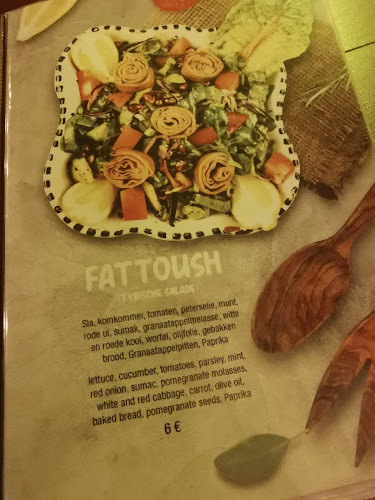 FATTOUSH
SYRISCHE SALADE
Sla, komkommer, tomaten, peterselie, munt,
rode ui, sumak, granaatappelmelasse, witte
en roede kool, wortel, olijfolie, gebakken
brood, Granaatappelpitten, Paprika
lettuce, cucumber, tomatoes, parsley, mint,
red onion, sumac, pomegranate molasses,
white and red cabbage, carrot, olive oil,
baked bread, pomegranate seeds, Paprika
6 €